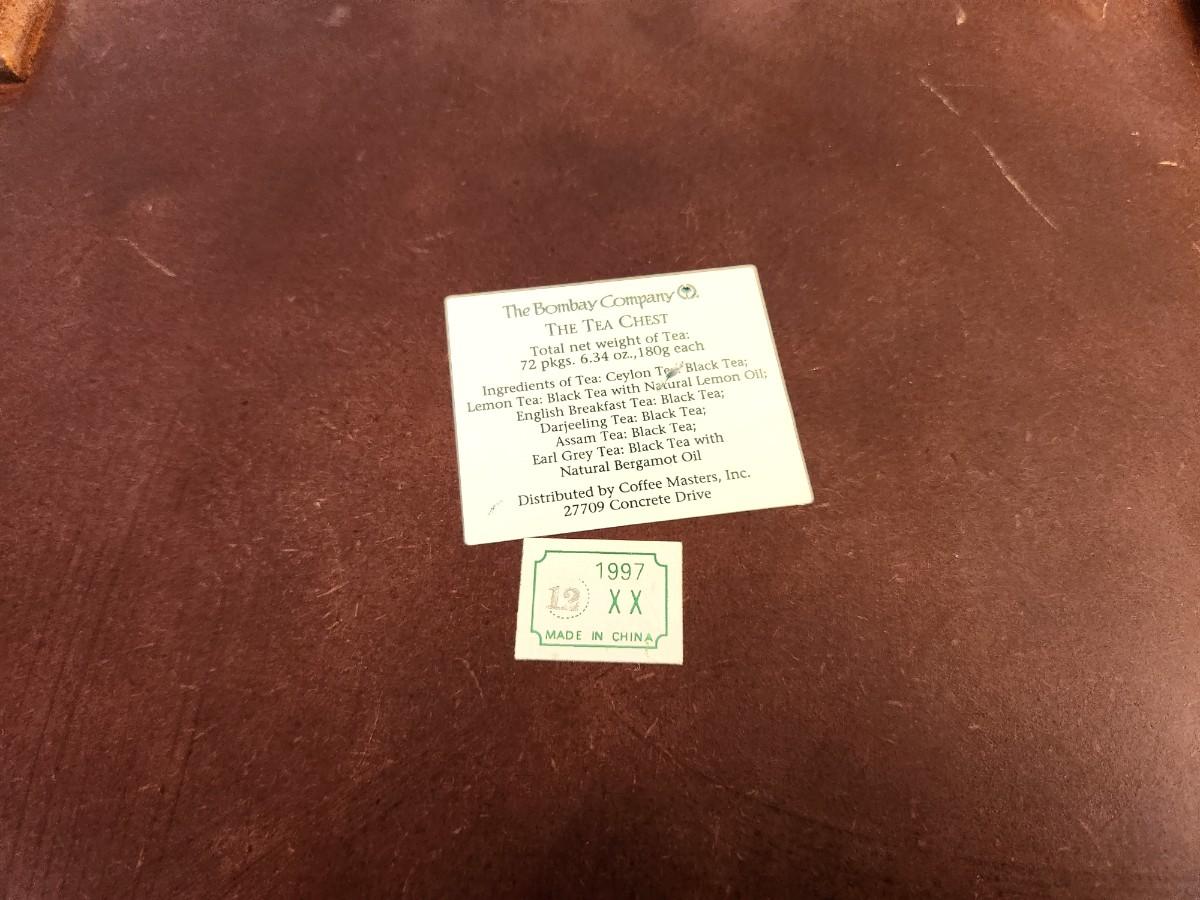 The Bombay Company
THE TEA CHEST
Total net weight of Tea:
72 pkgs. 6.34 oz.,180g each
Ingredients of Tea: Ceylon Tea: Black Tea;
Lemon Tea: Black Tea with Natural Lemon Oil;
English Breakfast Tea: Black Tea;
Darjeeling Tea: Black Tea;
Assam Tea: Black Tea;
Earl Grey Tea: Black Tea with
Natural Bergamot Oil
Distributed by Coffee Masters, Inc.
27709 Concrete Drive
1997
12 XX
MADE IN CHINA